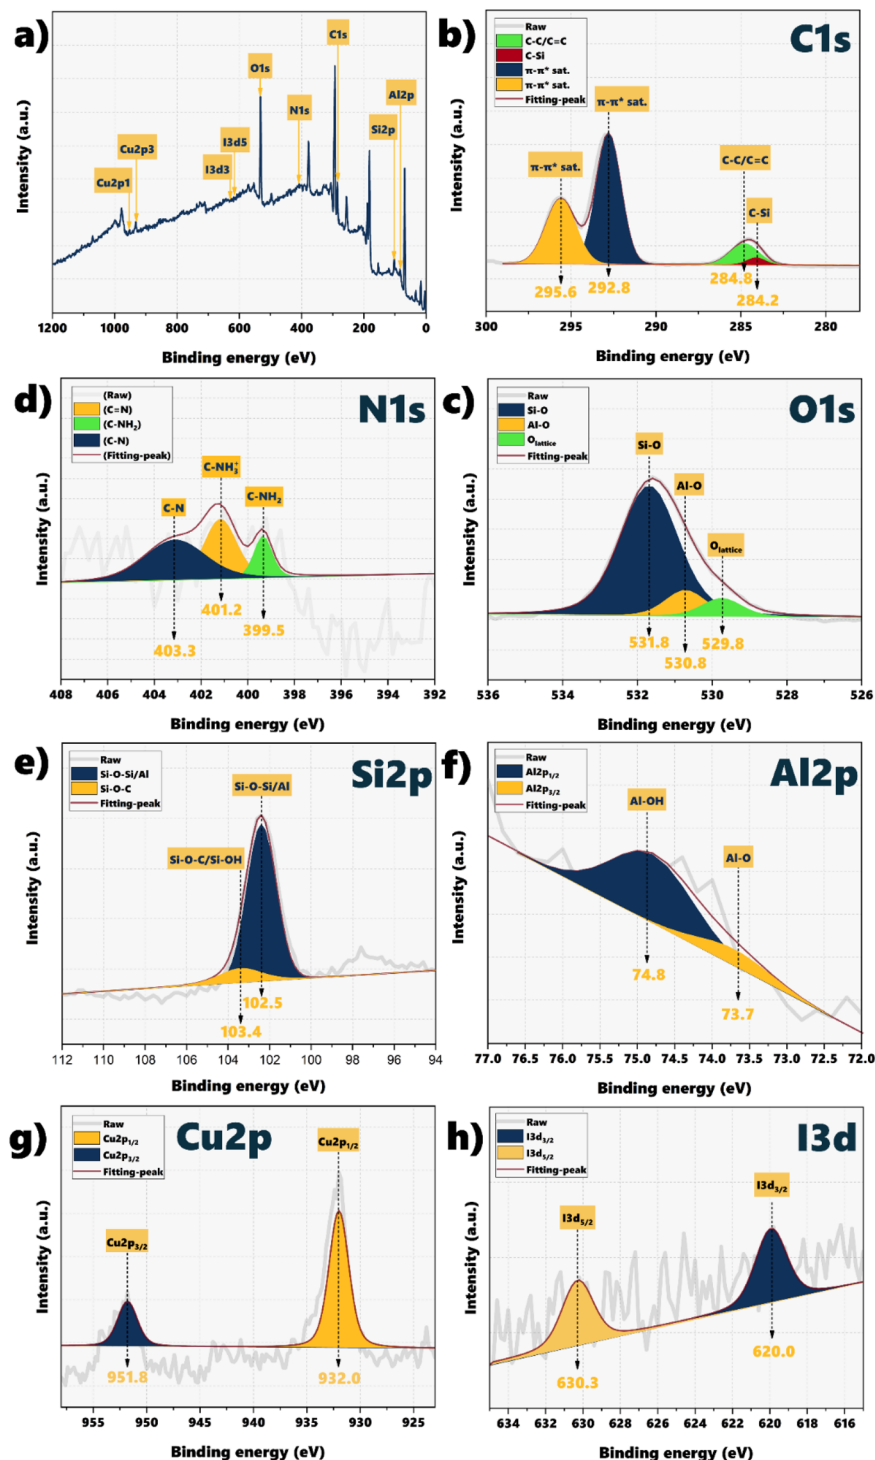 a)
C1s
O1s
Al2p
N1s
Si2p
I3d5
Cu2p3
I3d3
Cu2p1
Intensity (a.u.)
1200 1000 800 600 400 200 0
Binding energy (eV)
b)
C1s
Raw
C-C/C=C
C-Si
π-π* sat.
π-π* sat.
Fitting-peak
π-π* sat.
π-π* sat.
C-C/C=C
C-Si
295.6
292.8
284.8
284.2
Intensity (a.u.)
300 295 290 285 280
Binding energy (eV)
d)
N1s
(Raw)
(C=N)
(C-NH₂)
(C-N)
(Fitting-peak)
C-NH₃⁺
C-N
C-NH₂
403.3
401.2
399.5
Intensity (a.u.)
408 406 404 402 400 398 396 394 392
Binding energy (eV)
c)
O1s
Raw
Si-O
Al-O
Olattice
Fitting-peak
Si-O
Al-O
Olattice
531.8
530.8
529.8
Intensity (a.u.)
536 534 532 530 528 526
Binding energy (eV)
e)
Si2p
Raw
Si-O-Si/Al
Si-O-C
Fitting-peak
Si-O-Si/Al
Si-O-C/Si-OH
102.5
103.4
Intensity (a.u.)
112 110 108 106 104 102 100 98 96 94
Binding energy (eV)
f)
Al2p
Raw
Al2p1/2
Al2p3/2
Fitting-peak
Al-OH
Al-O
74.8
73.7
Intensity (a.u.)
77.0 76.5 76.0 75.5 75.0 74.5 74.0 73.5 73.0 72.5 72.0
Binding energy (eV)
g)
Cu2p
Raw
Cu2p1/2
Cu2p3/2
Fitting-peak
Cu2p1/2
Cu2p3/2
951.8
932.0
Intensity (a.u.)
955 950 945 940 935 930 925
Binding energy (eV)
h)
I3d
Raw
I3d3/2
I3d5/2
Fitting-peak
I3d3/2
I3d5/2
630.3
620.0
Intensity (a.u.)
634 632 630 628 626 624 622 620 618 616
Binding energy (eV)